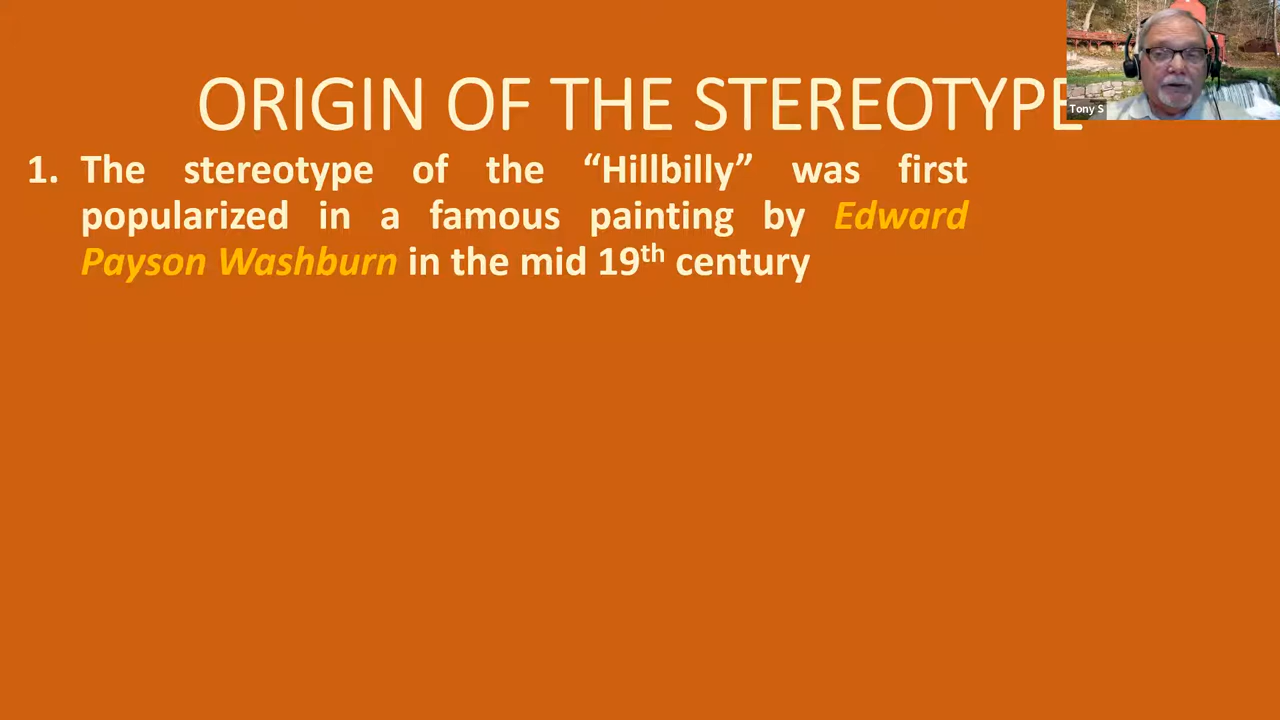 ORIGIN OF THE STEREOTYPE
1. The stereotype of the “Hillbilly” was first
popularized in a famous painting by Edward
Payson Washburn in the mid 19th century
Tony S